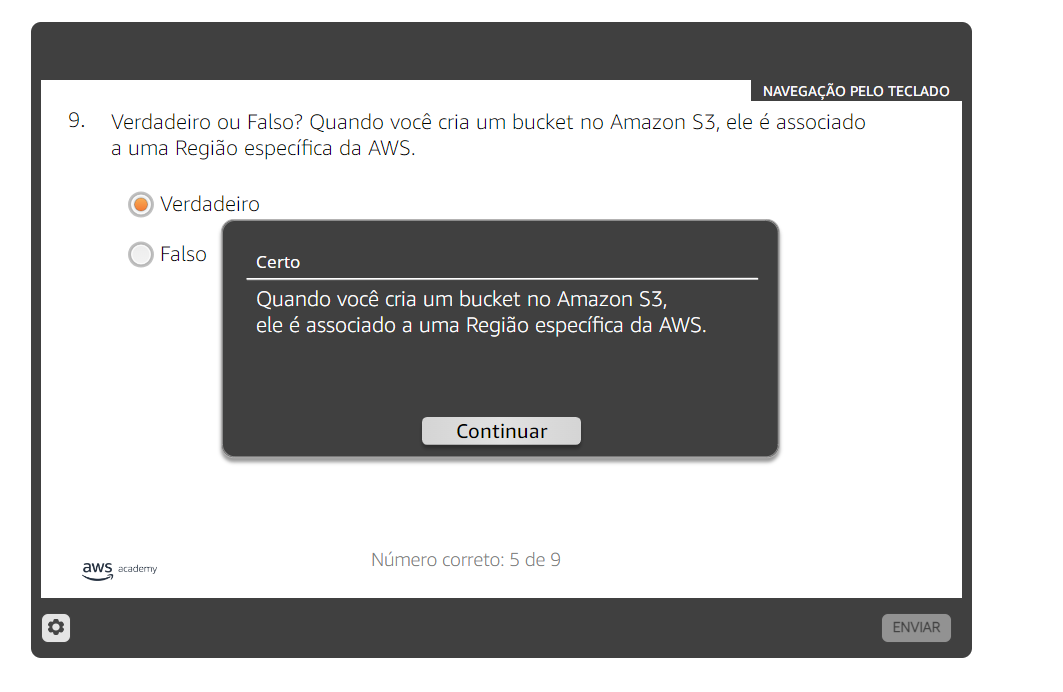 NAVEGAÇÃO PELO TECLADO
9. Verdadeiro ou Falso? Quando você cria um bucket no Amazon S3, ele é associado
a uma Região específica da AWS.
Verdadeiro
Falso
Certo
Quando você cria um bucket no Amazon S3,
ele é associado a uma Região específica da AWS.
Continuar
Número correto: 5 de 9
aws academy
ENVIAR